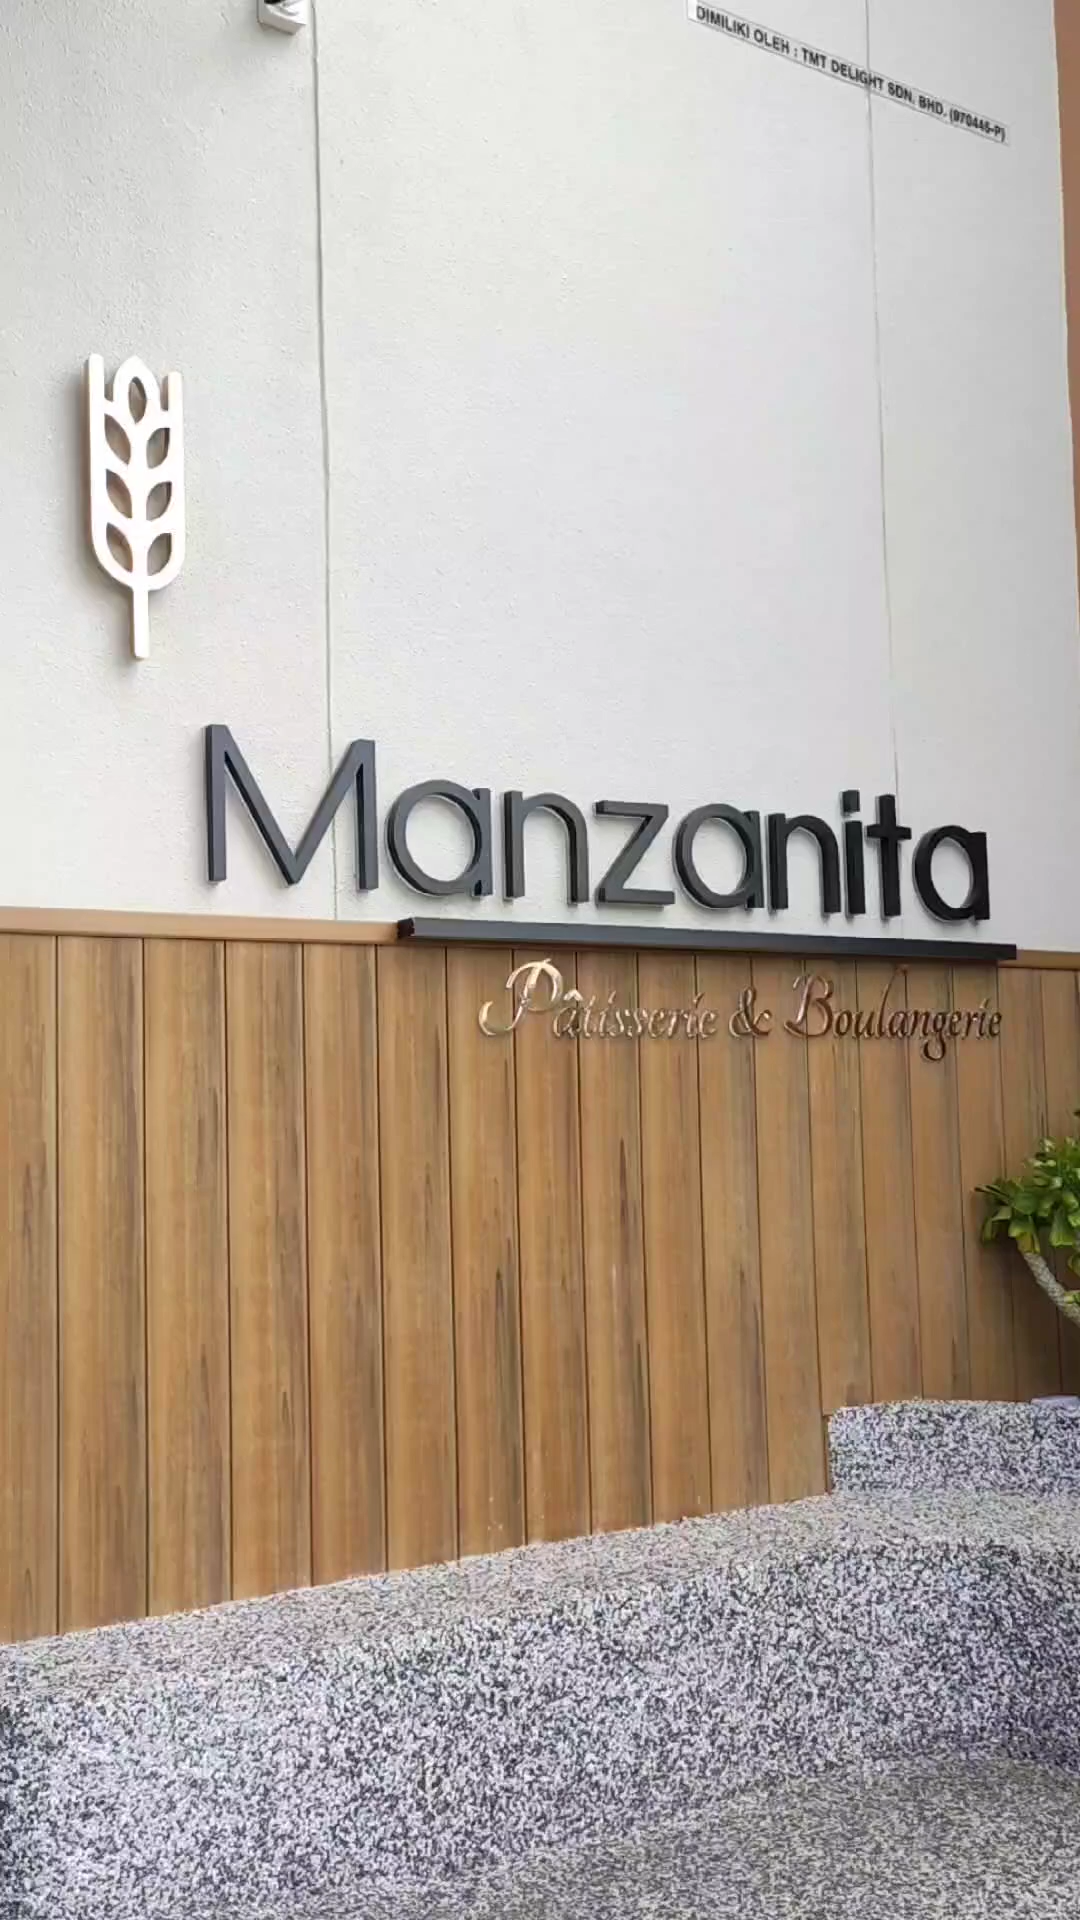 DIMILIKI OLEH : TMT DELIGHT SDN. BHD. (970446-P)
Manzanita
Pâtisserie & Boulangerie